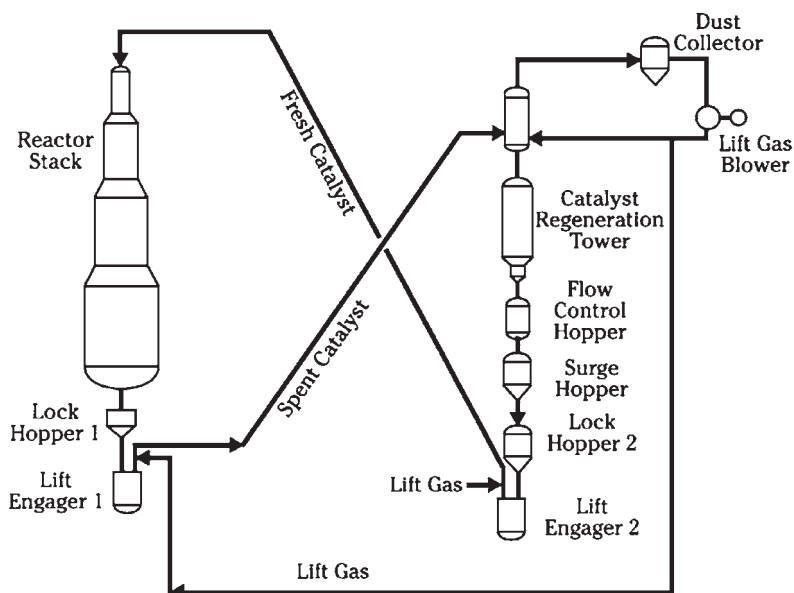 Dust
Collector
Fresh Catalyst
Reactor
Stack
Lift Gas
Blower
Catalyst
Regeneration
Tower
Flow
Control
Hopper
Spent Catalyst
Surge
Hopper
Lock
Hopper 1
Lock
Hopper 2
Lift
Engager 1
Lift Gas
Lift
Engager 2
Lift Gas